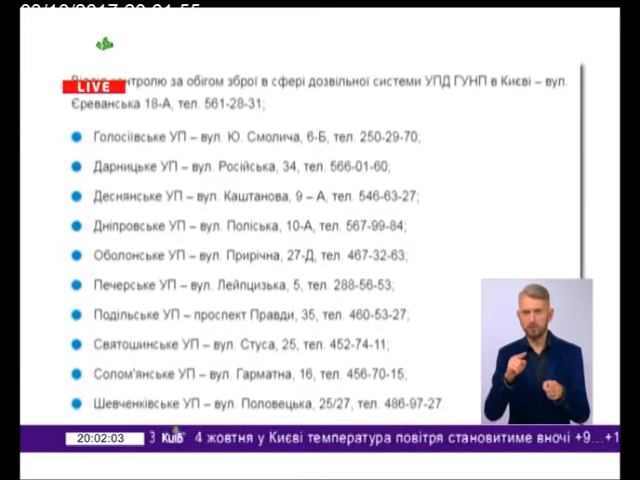 LIVE
контролю за обігом зброї в сфері дозвільної системи УПД ГУНП в Києві – вул.
Єреванська 18-А, тел. 561-28-31;
Голосіївське УП – вул. Ю. Смолича, 6-Б, тел. 250-29-70;
Дарницьке УП – вул. Російська, 34, тел. 566-01-60;
Деснянське УП – вул. Каштанова, 9 – А, тел. 546-63-27;
Дніпровське УП – вул. Поліська, 10-А, тел. 567-99-84;
Оболонське УП – вул. Прирічна, 27-Д, тел. 467-32-63;
Печерське УП – вул. Лейпцизька, 5, тел. 288-56-53;
Подільське УП – проспект Правди, 35, тел. 460-53-27;
Святошинське УП – вул. Стуса, 25, тел. 452-74-11;
Солом'янське УП – вул. Гарматна, 16, тел. 456-70-15;
Шевченківське УП – вул. Половецька, 25/27, тел. 486-97-27.
20:02:03 З Київ 4 жовтня у Києві температура повітря становитиме вночі +9...+1